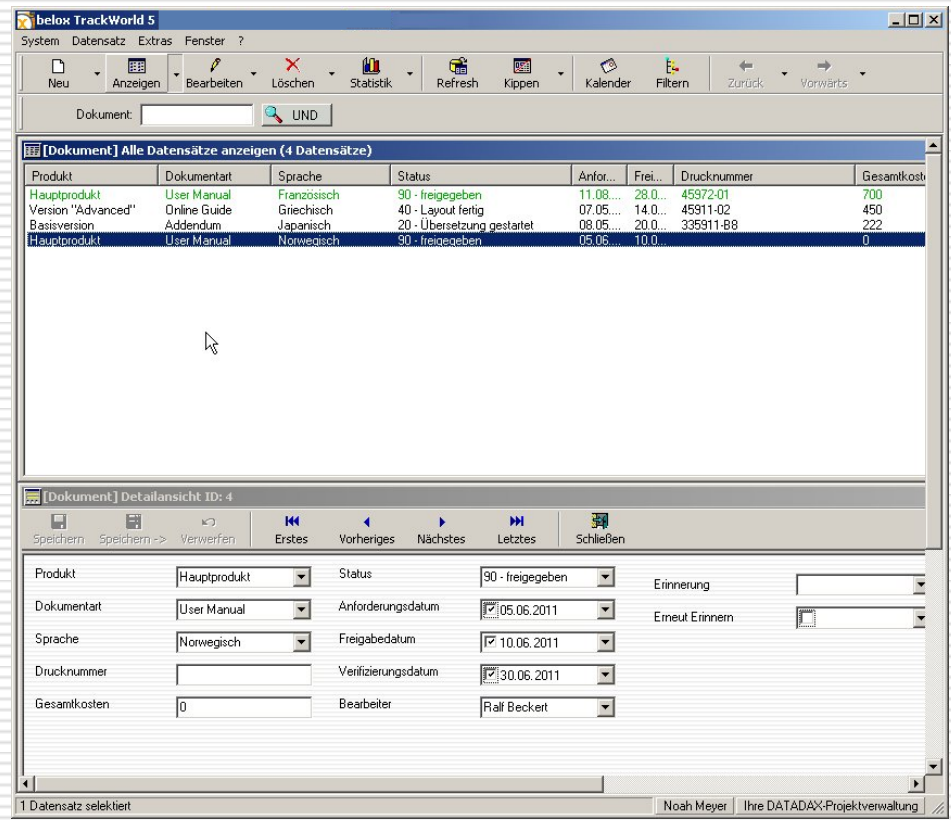 belox TrackWorld 5
System Datensatz Extras Fenster ?
Neu Anzeigen Bearbeiten Löschen Statistik Refresh Kippen Kalender Filtern Zurück Vorwärts
Dokument: UND
[Dokument] Alle Datensätze anzeigen (4 Datensätze)
Produkt Dokumentart Sprache Status Anfor... Frei... Drucknummer Gesamtkost
Hauptprodukt User Manual Französisch 90 - freigegeben 11.08.... 28.0... 45972-01 700
Version "Advanced" Online Guide Griechisch 40 - Layout fertig 07.05.... 14.0... 45911-02 450
Basisversion Addendum Japanisch 20 - Übersetzung gestartet 08.05.... 20.0... 335911-B8 222
Hauptprodukt User Manual Norwegisch 90 - freigegeben 05.06.... 10.0... 0
[Dokument] Detailansicht ID: 4
Speichern Speichern -> Verwerfen Erstes Vorheriges Nächstes Letztes Schließen
Produkt Hauptprodukt Status 90 - freigegeben Erinnerung
Dokumentart User Manual Anforderungsdatum 05.06.2011 Erneut Erinnern
Sprache Norwegisch Freigabedatum 10.06.2011
Drucknummer Verifizierungsdatum 30.06.2011
Gesamtkosten 0 Bearbeiter Ralf Beckert
1 Datensatz selektiert Noah Meyer Ihre DATADAX-Projektverwaltung